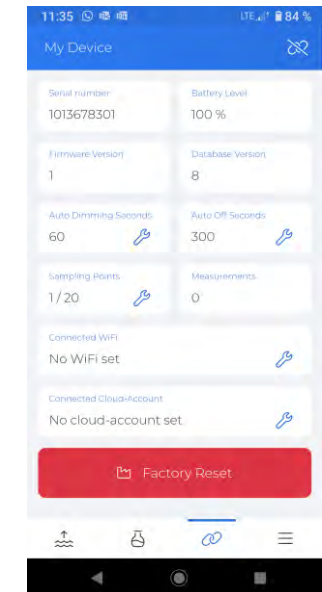 11:35 LTE 84 %
My Device
Serial number Battery Level
1013678301 100 %
Firmware Version Database Version
1 8
Auto Dimming Seconds Auto Off Seconds
60 300
Sampling Points Measurements
1 / 20 0
Connected WiFi
No WiFi set
Connected Cloud-Account
No cloud-account set
Factory Reset